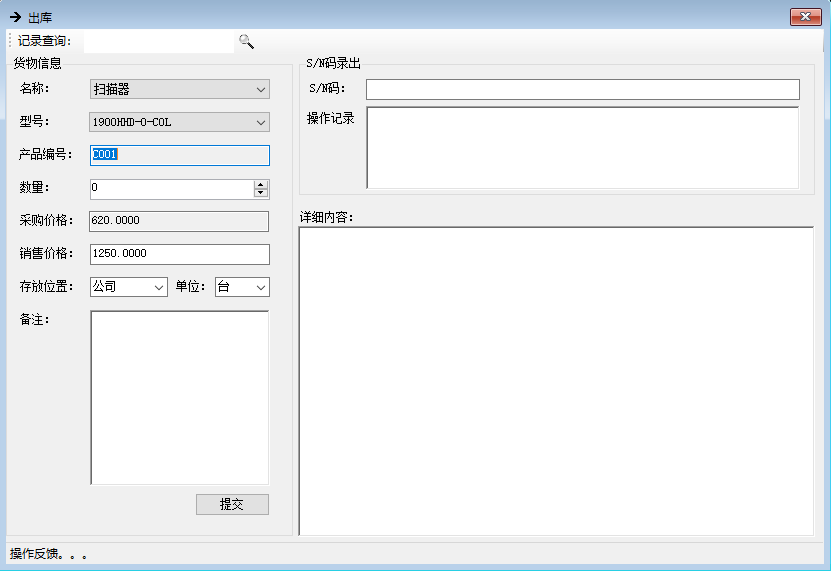 出库
记录查询:
货物信息
名称: 扫描器
型号: 1900HHD-0-COL
产品编号: C001
数量: 0
采购价格: 620.0000
销售价格: 1250.0000
存放位置: 公司 单位: 台
备注:
提交
S/N码录出
S/N码:
操作记录
详细内容:
操作反馈。。。